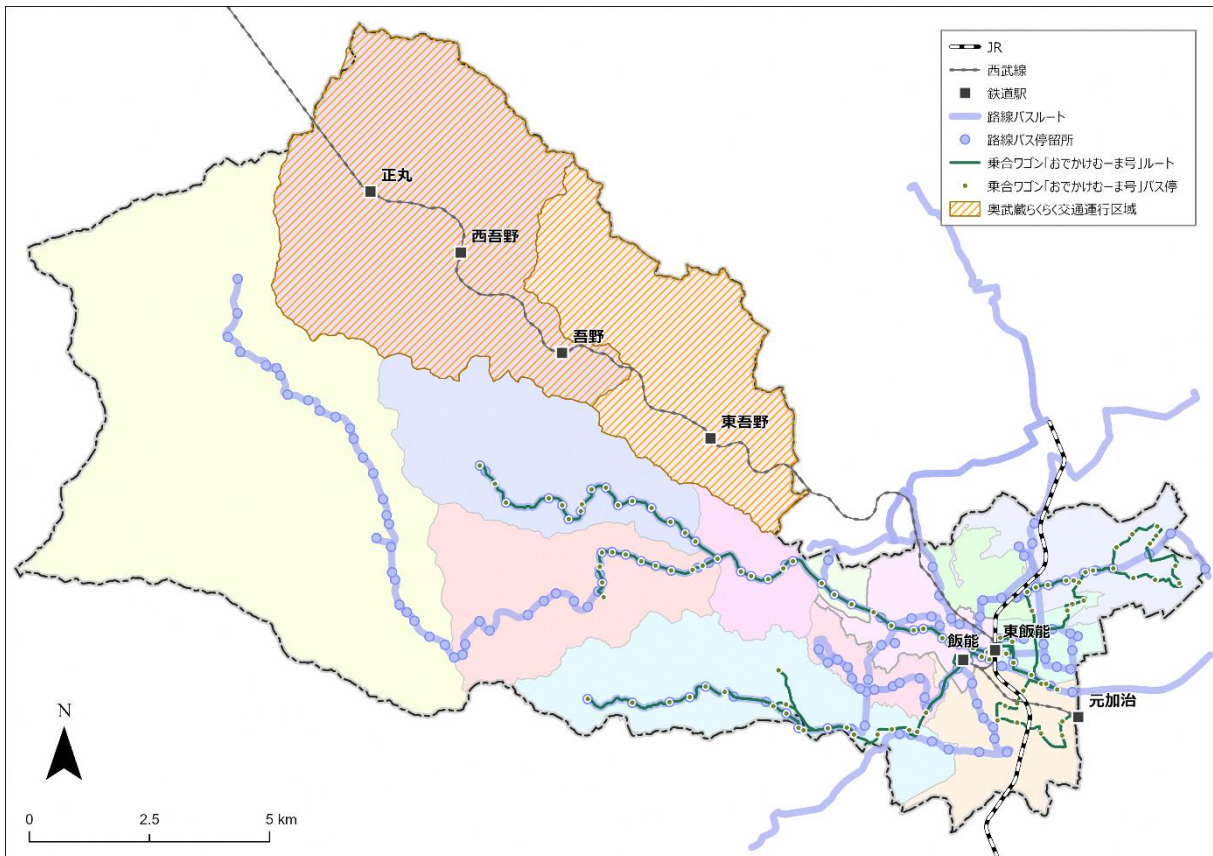 JR
西武線
鉄道駅
路線バスルート
路線バス停留所
乗合ワゴン「おでかけむーま号」ルート
乗合ワゴン「おでかけむーま号」バス停
奥武蔵らくらく交通運行区域
正丸
西吾野
吾野
東吾野
東飯能
飯能
元加治
N
0 2.5 5 km